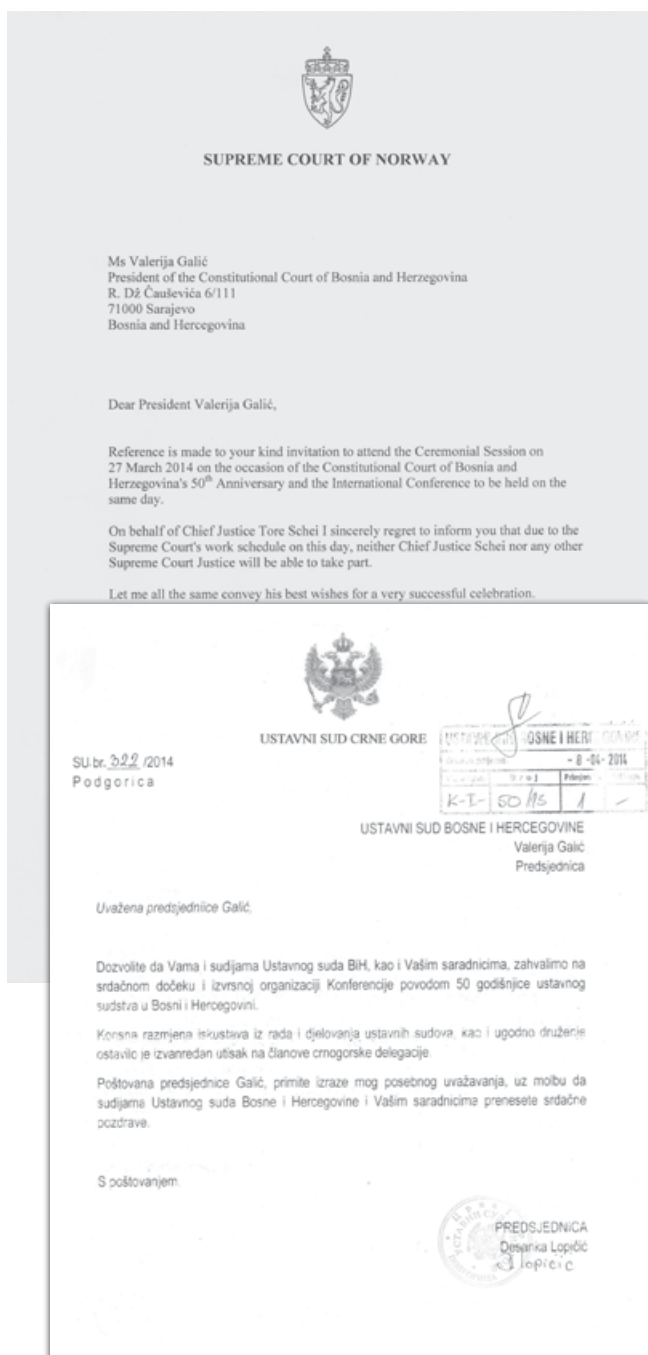 SUPREME COURT OF NORWAY
Ms Valerija Galić
President of the Constitutional Court of Bosnia and Herzegovina
R. Dž Čauševića 6/111
71000 Sarajevo
Bosnia and Hercegovina
Dear President Valerija Galić,
Reference is made to your kind invitation to attend the Ceremonial Session on
27 March 2014 on the occasion of the Constitutional Court of Bosnia and
Herzegovina's 50th Anniversary and the International Conference to be held on the
same day.
On behalf of Chief Justice Tore Schei I sincerely regret to inform you that due to the
Supreme Court's work schedule on this day, neither Chief Justice Schei nor any other
Supreme Court Justice will be able to take part.
Let me all the same convey his best wishes for a very successful celebration.
USTAVNI SUD CRNE GORE
OSNE I HER
SU br. 322 /2014
- 8 -04- 2014
Podgorica
Broj
K-I- 50/13 1 -
USTAVNI SUD BOSNE I HERCEGOVINE
Valerija Galić
Predsjednica
Uvažena predsjedniice Galić,
Dozvolite da Vama i sudijama Ustavnog suda BiH, kao i Vašim saradnicima, zahvalimo na
srdačnom dočeku i izvrsnoj organizaciji Konferencije povodom 50 godišnjice ustavnog
sudstva u Bosni i Hercegovini.
Korisna razmjena iskustava iz rada i djelovanja ustavnih sudova, kao i ugodno druženje
ostavilo je izvanredan utisak na članove crnogorske delegacije.
Poštovana predsjednice Galić, primite izraze mog posebnog uvažavanja, uz molbu da
sudijama Ustavnog suda Bosne i Hercegovine i Vašim saradnicima prenesete srdačne
pozdrave.
S poštovanjem
PREDSJEDNICA
Desanka Lopičić
Lopicic